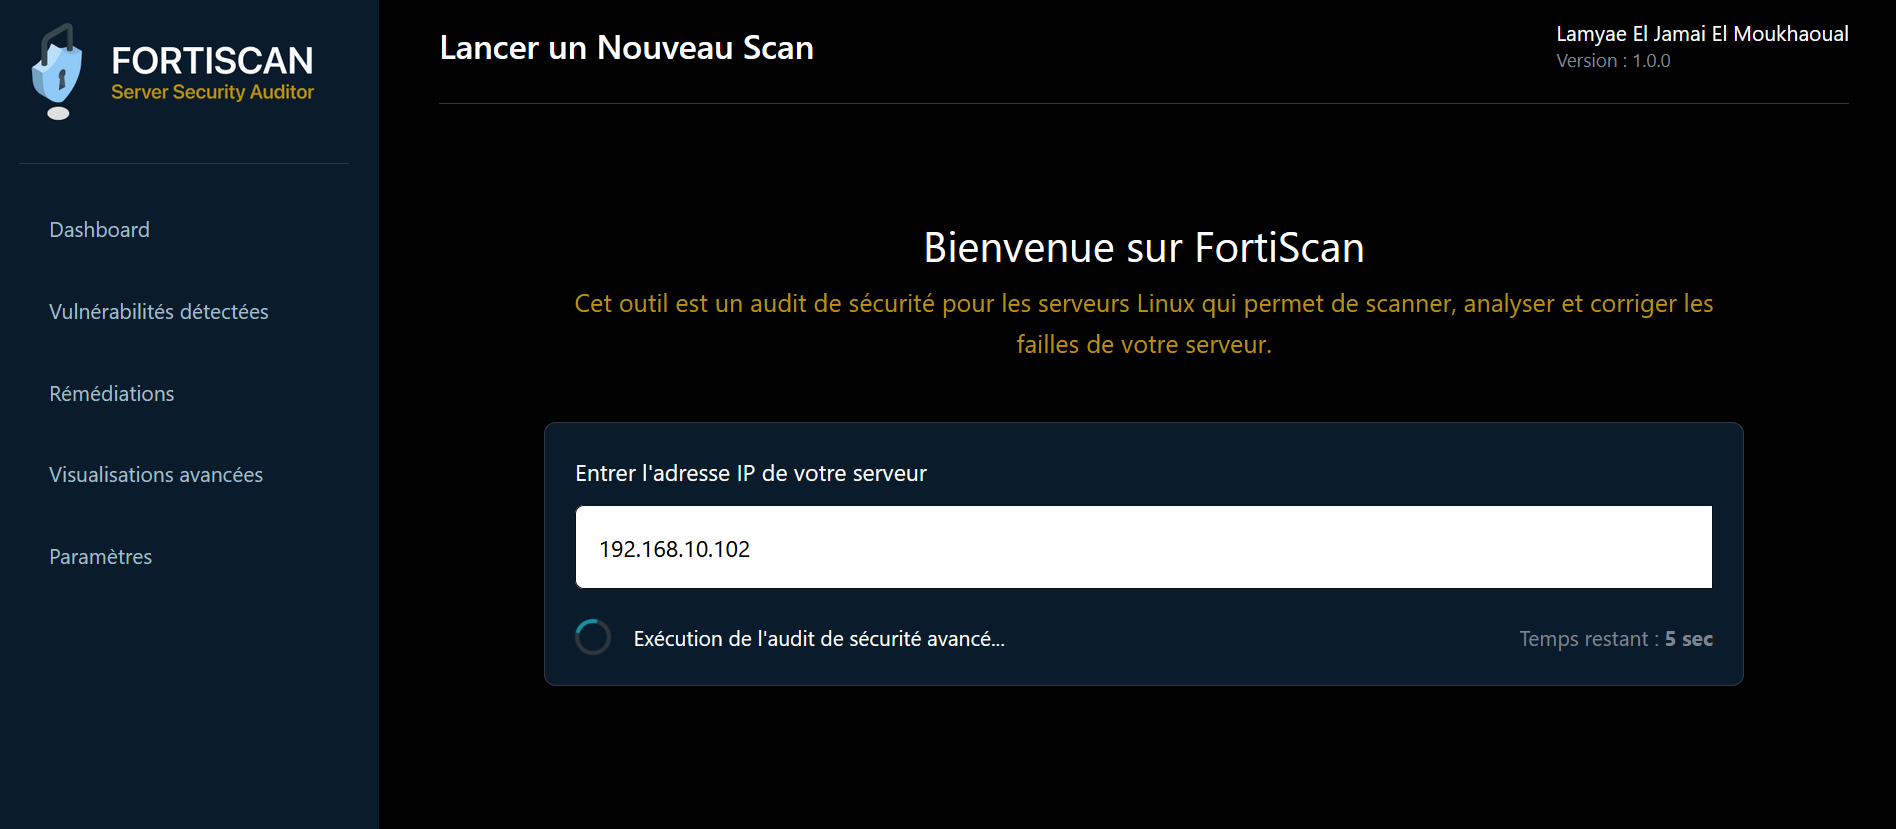 FORTISCAN
Server Security Auditor
Dashboard
Vulnérabilités détectées
Rémédiations
Visualisations avancées
Paramètres
Lancer un Nouveau Scan
Lamyae El Jamai El Moukhaoual
Version : 1.0.0
Bienvenue sur FortiScan
Cet outil est un audit de sécurité pour les serveurs Linux qui permet de scanner, analyser et corriger les
failles de votre serveur.
Entrer l'adresse IP de votre serveur
192.168.10.102
Exécution de l'audit de sécurité avancé...
Temps restant : 5 sec